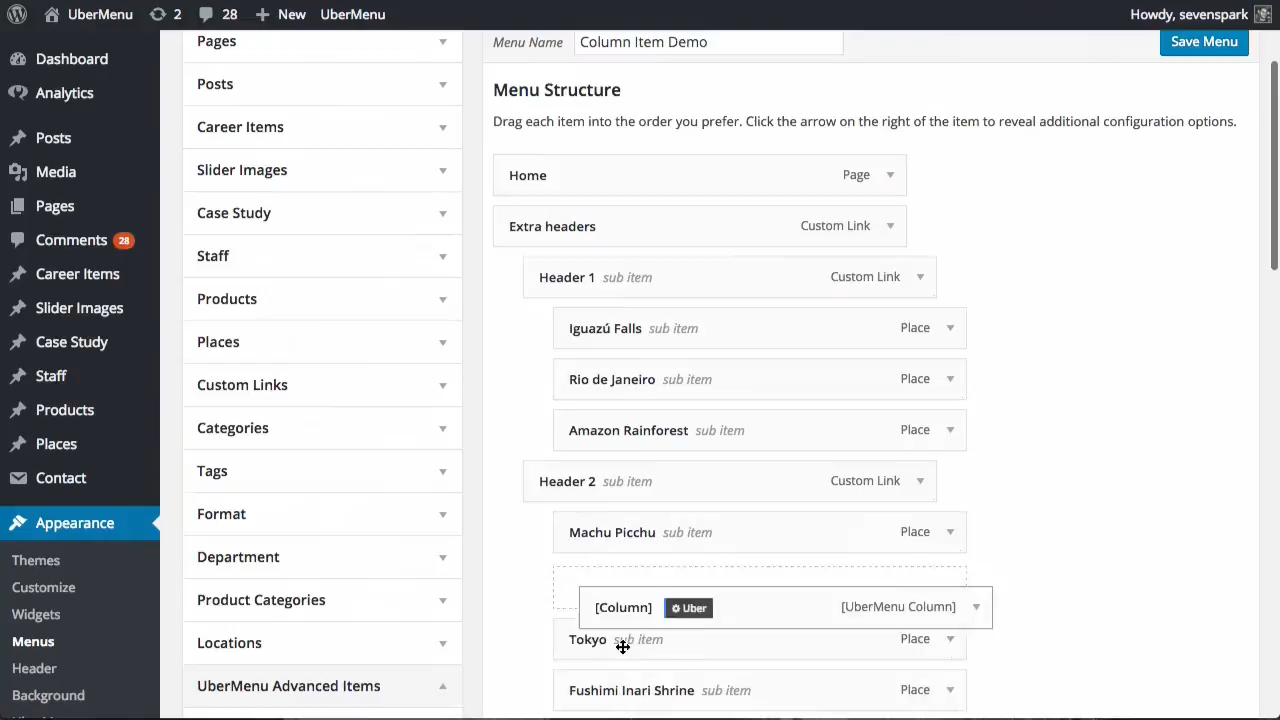 UberMenu 2 28 New UberMenu Howdy, sevenspark
Dashboard
Analytics
Posts
Media
Pages
Comments 28
Career Items
Slider Images
Case Study
Staff
Products
Places
Contact
Appearance
Themes
Customize
Widgets
Menus
Header
Background
Pages
Posts
Career Items
Slider Images
Case Study
Staff
Products
Places
Custom Links
Categories
Tags
Format
Department
Product Categories
Locations
UberMenu Advanced Items
Menu Name Column Item Demo Save Menu
Menu Structure
Drag each item into the order you prefer. Click the arrow on the right of the item to reveal additional configuration options.
Home Page
Extra headers Custom Link
Header 1 sub item Custom Link
Iguazú Falls sub item Place
Rio de Janeiro sub item Place
Amazon Rainforest sub item Place
Header 2 sub item Custom Link
Machu Picchu sub item Place
[Column] Uber [UberMenu Column]
Tokyo sub item Place
Fushimi Inari Shrine sub item Place